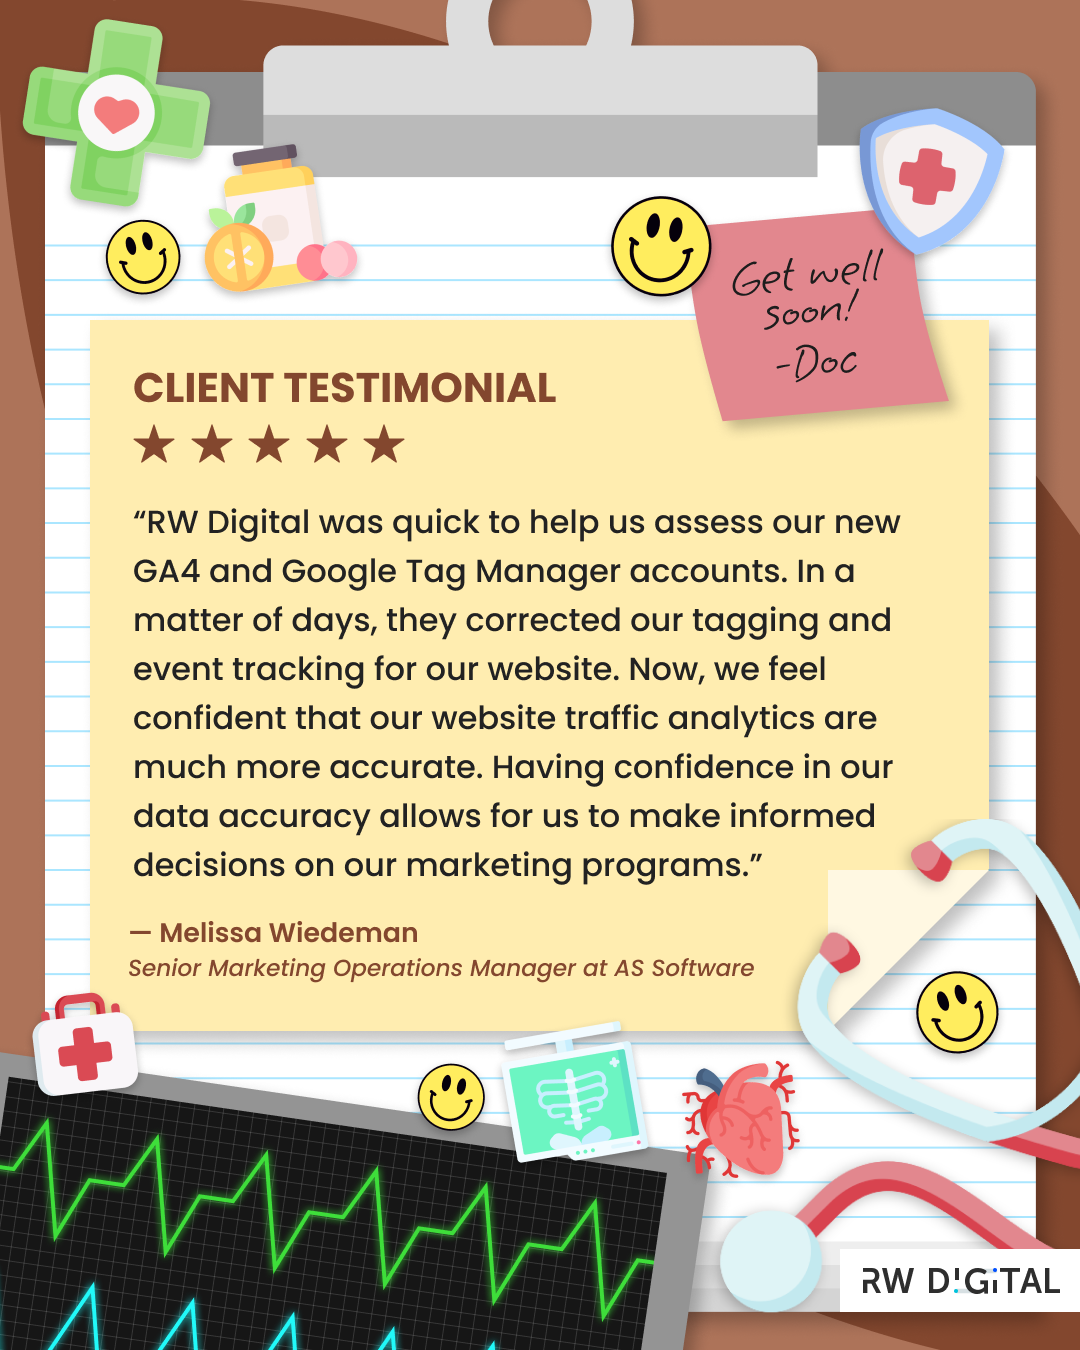 Get well
soon!
-Doc
CLIENT TESTIMONIAL
“RW Digital was quick to help us assess our new
GA4 and Google Tag Manager accounts. In a
matter of days, they corrected our tagging and
event tracking for our website. Now, we feel
confident that our website traffic analytics are
much more accurate. Having confidence in our
data accuracy allows for us to make informed
decisions on our marketing programs.”
— Melissa Wiedeman
Senior Marketing Operations Manager at AS Software
RW DIGITAL